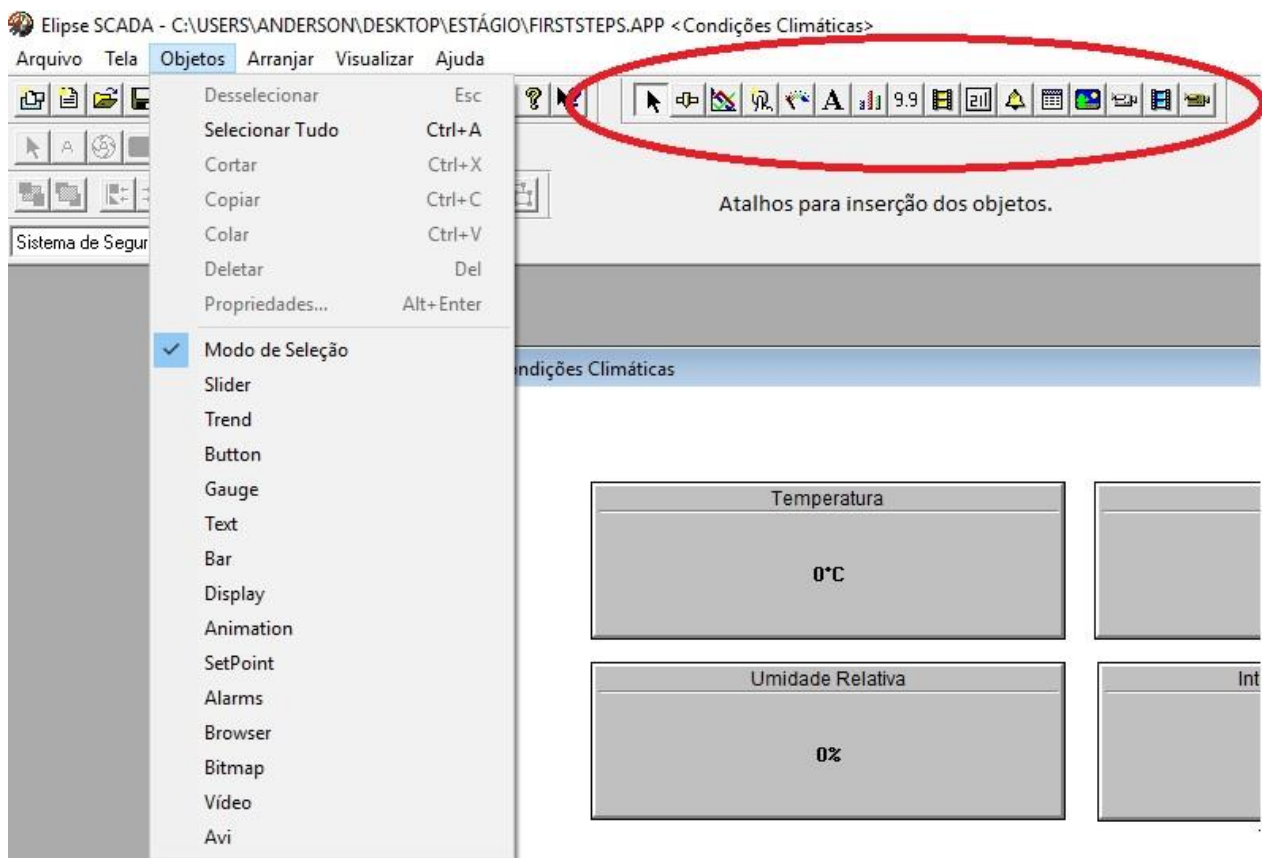 Elipse SCADA - C:\USERS\ANDERSON\DESKTOP\ESTÁGIO\FIRSTSTEPS.APP <Condições Climáticas>
Arquivo Tela Objetos Arranjar Visualizar Ajuda
A 9.9
Atalhos para inserção dos objetos.
Sistema de Segur
Desselecionar Esc
Selecionar Tudo Ctrl+A
Cortar Ctrl+X
Copiar Ctrl+C
Colar Ctrl+V
Deletar Del
Propriedades... Alt+Enter
Modo de Seleção
Slider
Trend
Button
Gauge
Text
Bar
Display
Animation
SetPoint
Alarms
Browser
Bitmap
Vídeo
Avi
ndições Climáticas
Temperatura
0°C
Umidade Relativa
0%
Int